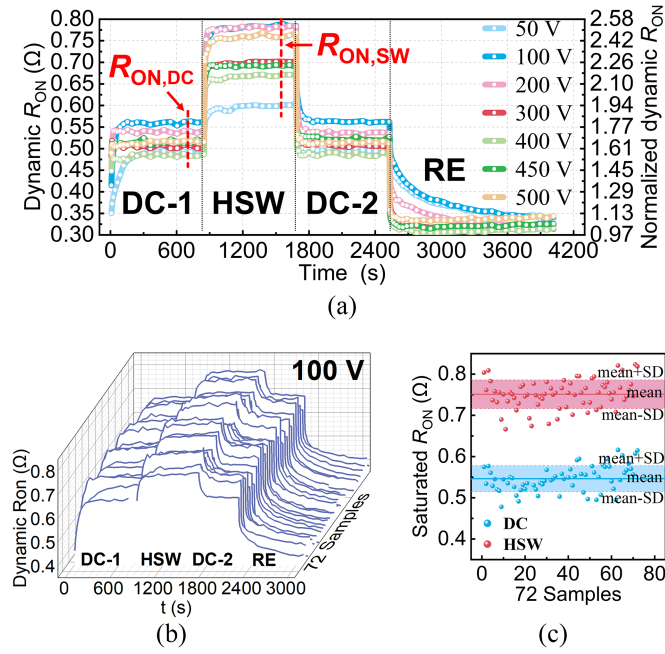 (a)
Dynamic R_ON (Ω)
0.80
0.75
0.70
0.65
0.60
0.55
0.50
0.45
0.40
0.35
0.30
R_ON,DC
R_ON,SW
DC-1
HSW
DC-2
RE
50 V
100 V
200 V
300 V
400 V
450 V
500 V
2.58
2.42
2.26
2.10
1.94
1.77
1.61
1.45
1.29
1.13
0.97
Normalized dynamic R_ON
0 600 1200 1800 2400 3000 3600 4200
Time (s)
100 V
Dynamic Ron (Ω)
0.8
0.7
0.6
0.5
0.4
DC-1 HSW DC-2 RE
0 600 1200 1800 2400 3000
t (s)
72 Samples
(b)
Saturated R_ON (Ω)
0.8
0.7
0.6
0.5
0.4
mean+SD
mean
mean-SD
mean+SD
mean
mean-SD
DC
HSW
0 20 40 60 80
72 Samples
(c)